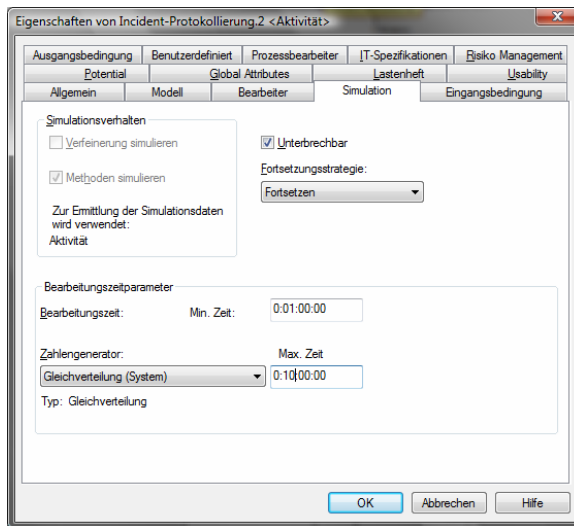 Eigenschaften von Incident-Protokollierung.2 <Aktivität>
Ausgangsbedingung Benutzerdefiniert Prozessbearbeiter IT-Spezifikationen Risiko Management
Potential Global Attributes Lastenheft Usability
Allgemein Modell Bearbeiter Simulation Eingangsbedingung
Simulationsverhalten
Verfeinerung simulieren
Unterbrechbar
Methoden simulieren
Fortsetzungsstrategie:
Fortsetzen
Zur Ermittlung der Simulationsdaten
wird verwendet:
Aktivität
Bearbeitungszeitparameter
Bearbeitungszeit: Min. Zeit: 0:01:00:00
Zahlengenerator: Max. Zeit
Gleichverteilung (System) 0:10:00:00
Typ: Gleichverteilung
OK Abbrechen Hilfe